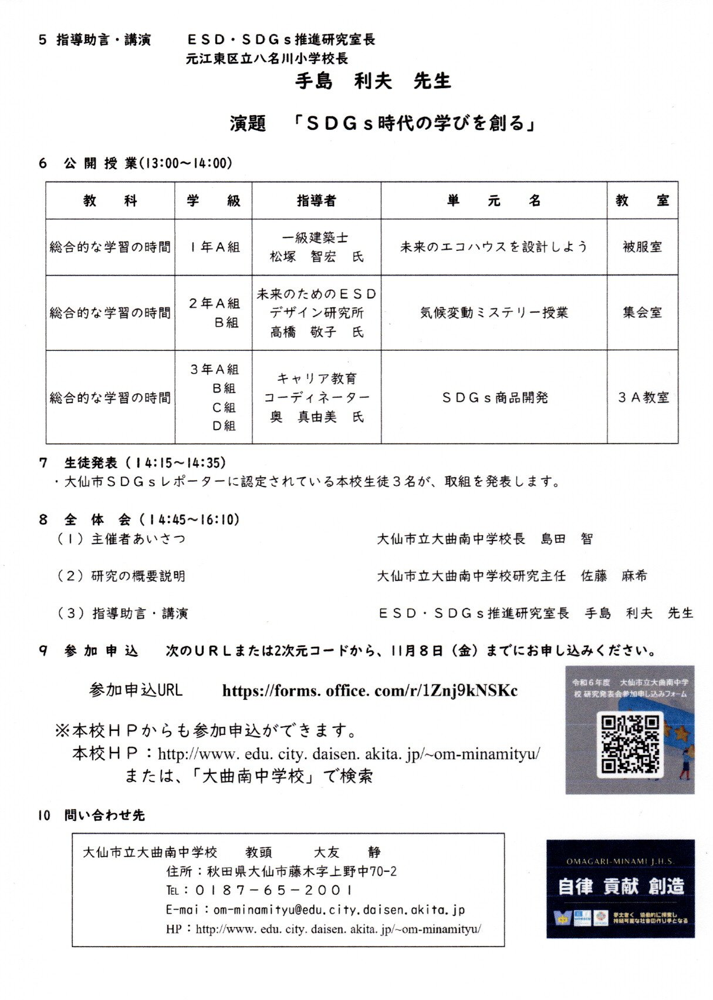 5 指導助言・講演　　ＥＳＤ・ＳＤＧｓ推進研究室長
元江東区立八名川小学校長
手島　利夫　先生
演題　「ＳＤＧｓ時代の学びを創る」
6　公 開 授 業(13:00～14:00)
教　科　学　級　指導者　単　元　名　教　室
総合的な学習の時間　１年Ａ組　一級建築士　松塚　智宏　氏　未来のエコハウスを設計しよう　被服室
総合的な学習の時間　２年Ａ組　Ｂ組　未来のためのＥＳＤ　デザイン研究所　高橋　敬子　氏　気候変動ミステリー授業　集会室
総合的な学習の時間　３年Ａ組　Ｂ組　Ｃ組　Ｄ組　キャリア教育　コーディネーター　奥　真由美　氏　ＳＤＧｓ商品開発　３Ａ教室
7　生徒発表（14:15～14:35)
・大仙市ＳＤＧｓレポーターに認定されている本校生徒３名が、取組を発表します。
8　全　体　会（14:45～16:10)
（１）主催者あいさつ　大仙市立大曲南中学校長　島田　智
（２）研究の概要説明　大仙市立大曲南中学校研究主任　佐藤　麻希
（３）指導助言・講演　ＥＳＤ・ＳＤＧｓ推進研究室長　手島　利夫　先生
9　参 加 申 込　次のＵＲＬまたは2次元コードから、11月８日（金）までにお申し込みください。
令和６年度　大仙市立大曲南中学
校 研究発表会参加申し込みフォーム
参加申込URL　https://forms. office. com/r/1Znj9kNSKc
※本校ＨＰからも参加申込ができます。
本校ＨＰ：http://www. edu. city. daisen. akita. jp/~om-minamityu/
または、「大曲南中学校」で検索
10　問い合わせ先
大仙市立大曲南中学校　教頭　大友　静
住所：秋田県大仙市藤木字上野中70-2
℡：０１８７－６５－２００１
E-mai：om-minamityu@edu.city.daisen.akita.jp
HP：http://www. edu. city. daisen. akita. jp/~om-minamityu/
OMAGARI-MINAMI J.H.S.
自律 貢献 創造
unesco
夢大きく　協働的に探究し
持続可能な社会の作り手となる